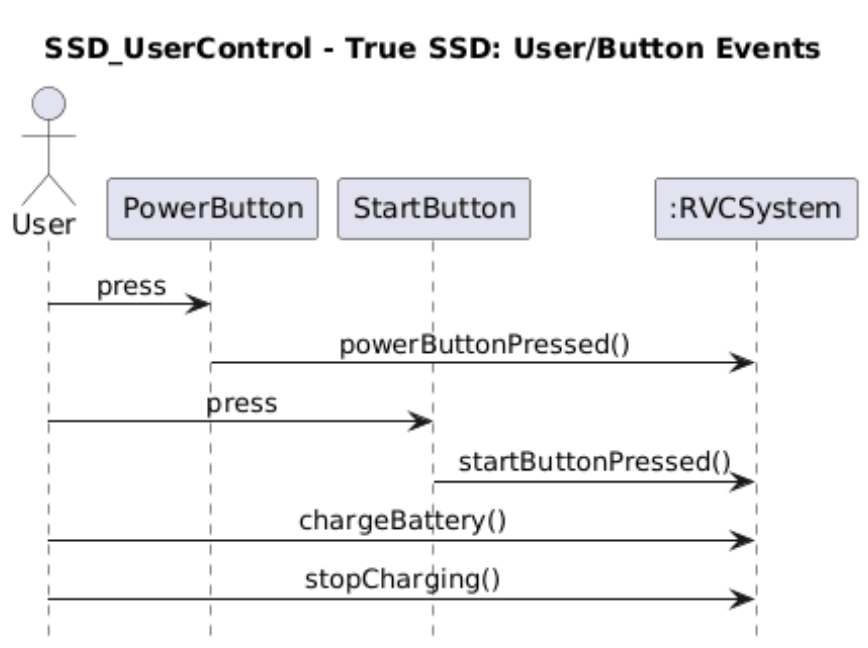 SSD_UserControl - True SSD: User/Button Events
User
PowerButton
StartButton
:RVCSystem
press
powerButtonPressed()
press
startButtonPressed()
chargeBattery()
stopCharging()